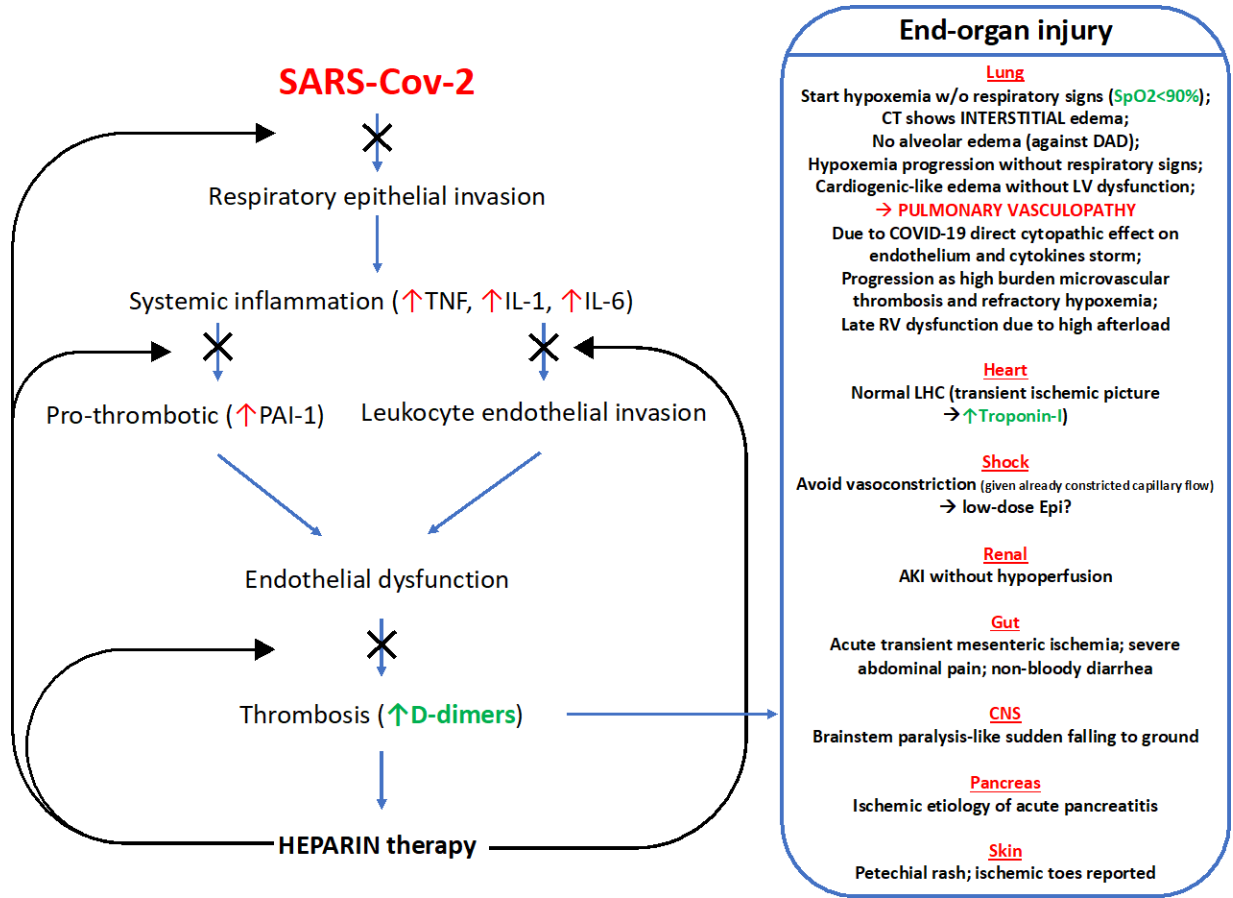 SARS-Cov-2
Respiratory epithelial invasion
Systemic inflammation (↑TNF, ↑IL-1, ↑IL-6)
Pro-thrombotic (↑PAI-1)
Leukocyte endothelial invasion
Endothelial dysfunction
Thrombosis (↑D-dimers)
HEPARIN therapy
End-organ injury
Lung
Start hypoxemia w/o respiratory signs (SpO2<90%);
CT shows INTERSTITIAL edema;
No alveolar edema (against DAD);
Hypoxemia progression without respiratory signs;
Cardiogenic-like edema without LV dysfunction;
→ PULMONARY VASCULOPATHY
Due to COVID-19 direct cytopathic effect on
endothelium and cytokines storm;
Progression as high burden microvascular
thrombosis and refractory hypoxemia;
Late RV dysfunction due to high afterload
Heart
Normal LHC (transient ischemic picture
→↑Troponin-I)
Shock
Avoid vasoconstriction (given already constricted capillary flow)
→ low-dose Epi?
Renal
AKI without hypoperfusion
Gut
Acute transient mesenteric ischemia; severe
abdominal pain; non-bloody diarrhea
CNS
Brainstem paralysis-like sudden falling to ground
Pancreas
Ischemic etiology of acute pancreatitis
Skin
Petechial rash; ischemic toes reported